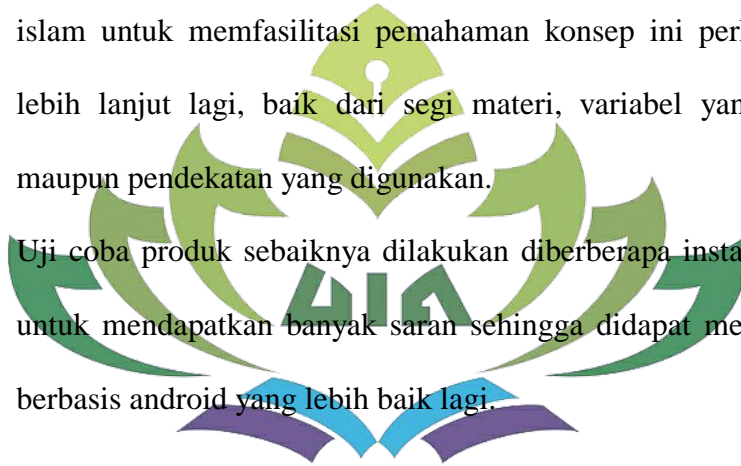 islam untuk memfasilitasi pemahaman konsep ini
lebih lanjut lagi, baik dari segi materi, variabel
maupun pendekatan yang digunakan.
Uji coba produk sebaiknya dilakukan diberberapa
UIN
untuk mendapatkan banyak saran sehingga didapat
berbasis android yang lebih baik lagi.